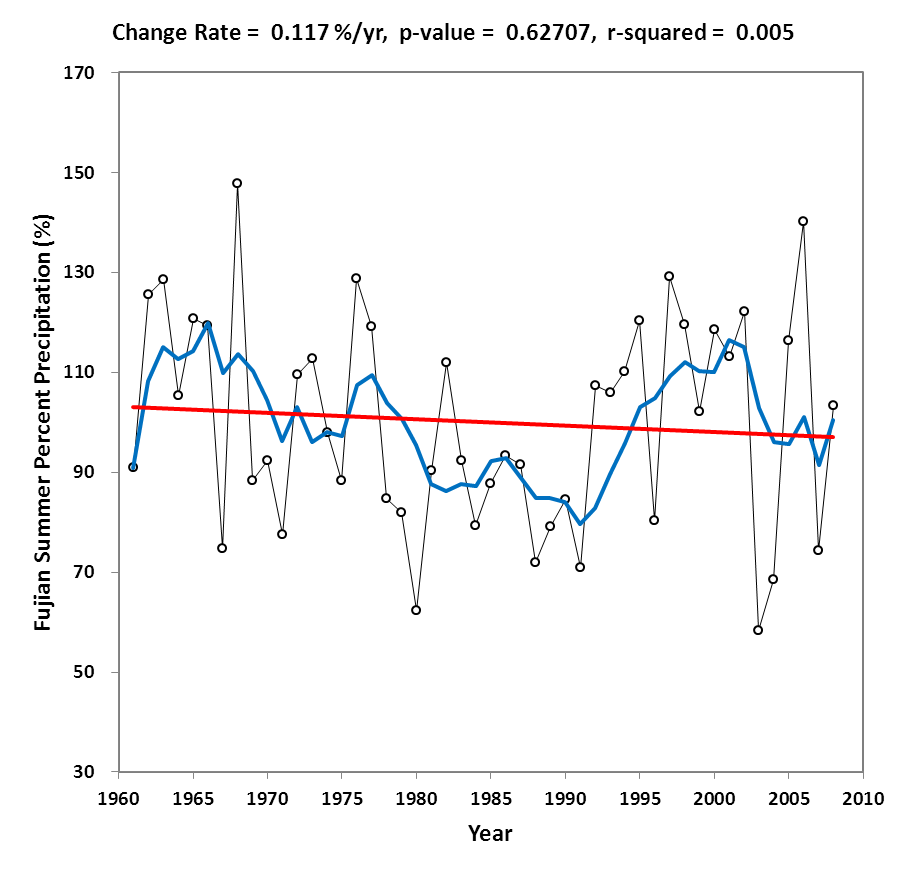 Change Rate = 0.117 %/yr, p-value = 0.62707, r-squared = 0.005
170
150
130
110
90
70
50
30
Fujian Summer Percent Precipitation (%)
1960 1965 1970 1975 1980 1985 1990 1995 2000 2005 2010
Year